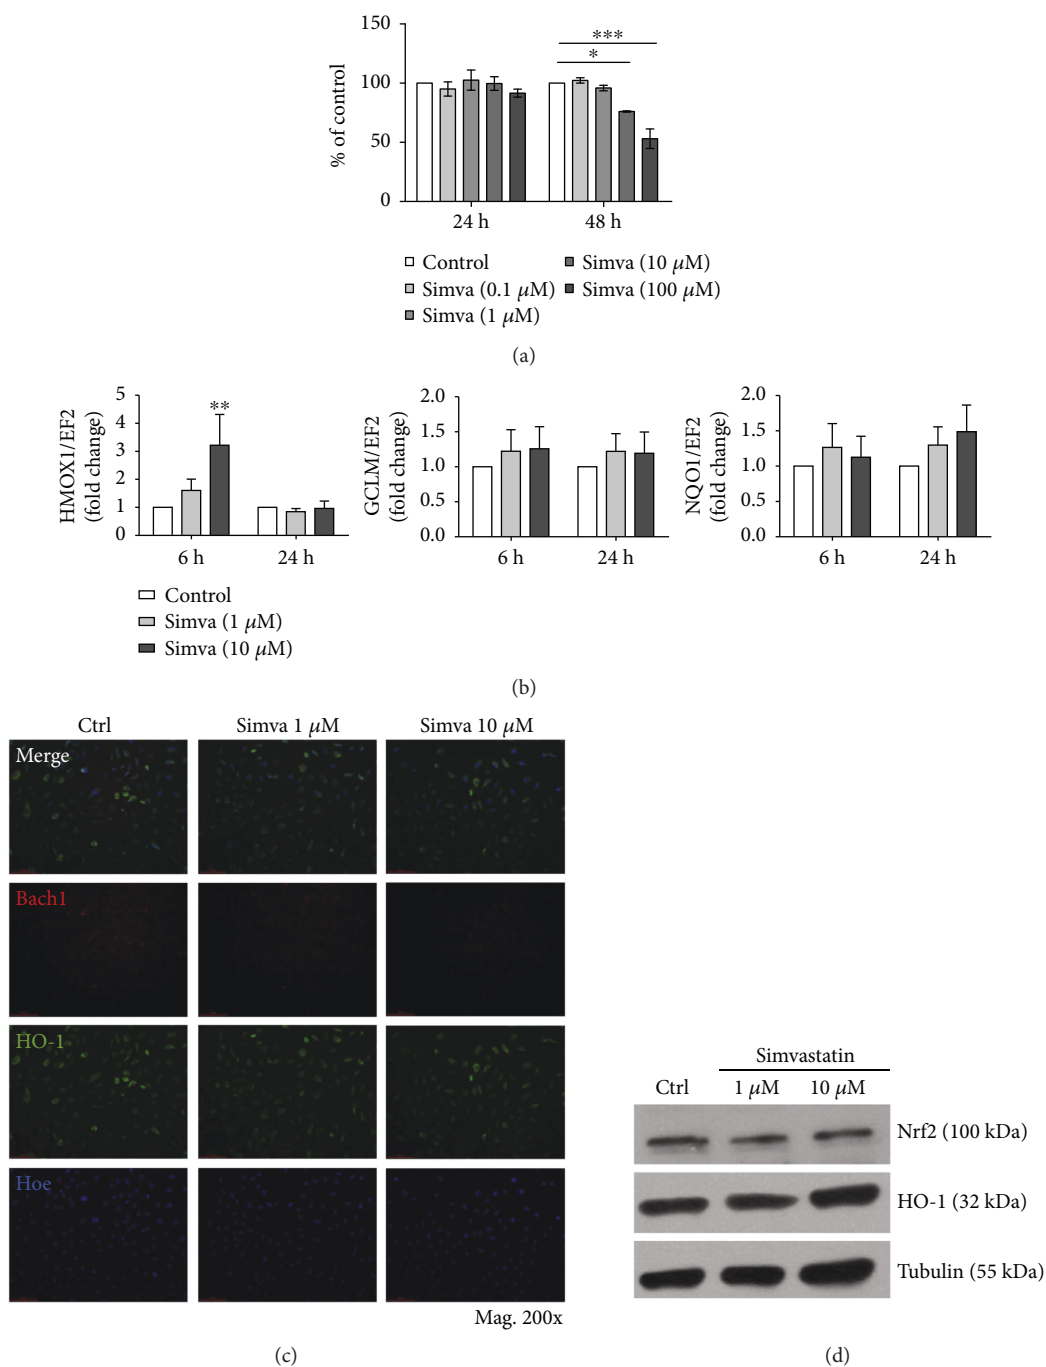 150
100
50
0
% of control
***
*
24 h
48 h
Control
Simva (0.1 μM)
Simva (1 μM)
Simva (10 μM)
Simva (100 μM)
(a)
HMOX1/EF2
(fold change)
5
4
3
2
1
0
**
6 h
24 h
GCLM/EF2
(fold change)
2.0
1.5
1.0
0.5
0.0
6 h
24 h
NQO1/EF2
(fold change)
2.0
1.5
1.0
0.5
0.0
6 h
24 h
Control
Simva (1 μM)
Simva (10 μM)
(b)
Ctrl
Simva 1 μM
Simva 10 μM
Merge
Bach1
HO-1
Hoe
Mag. 200x
(c)
Simvastatin
Ctrl
1 μM
10 μM
Nrf2 (100 kDa)
HO-1 (32 kDa)
Tubulin (55 kDa)
(d)